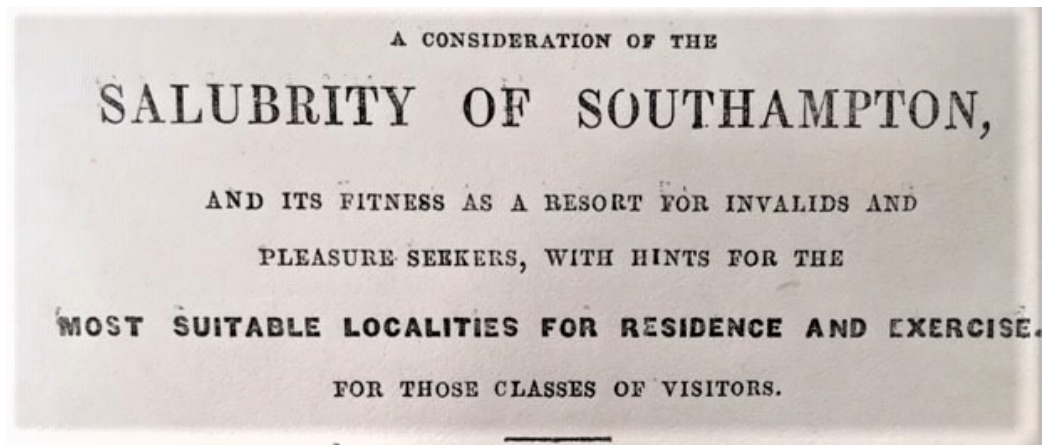 A CONSIDERATION OF THE
SALUBRITY OF SOUTHAMPTON,
AND ITS FITNESS AS A RESORT FOR INVALIDS AND
PLEASURE SEEKERS, WITH HINTS FOR THE
MOST SUITABLE LOCALITIES FOR RESIDENCE AND EXERCISE.
FOR THOSE CLASSES OF VISITORS.